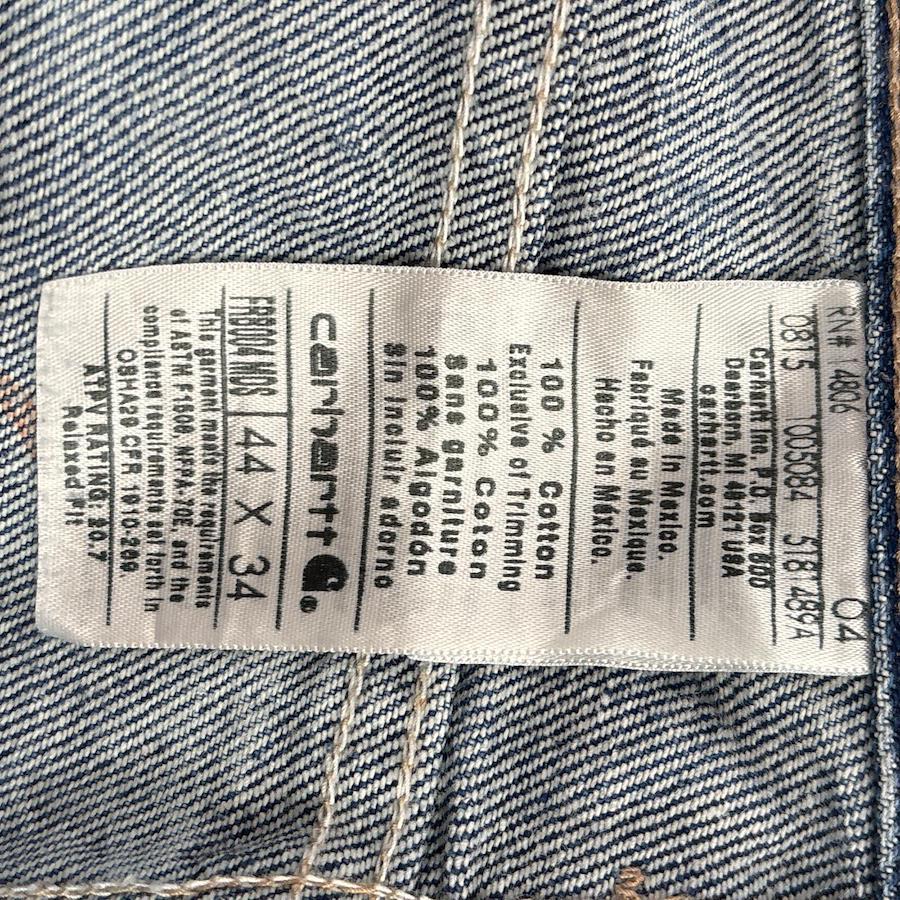 RN# 14806 04
0875 1005084 5181489A
Carhartt Inc, P.O. Box 600
Dearborn, MI 48121 USA
carhartt.com
Made in Mexico.
Fabriqué au Mexique.
Hecho en México.
100 % Cotton
Exclusive of Trimming
100 % Coton
Sans garniture
100% Algodón
Sin incluir adorno
carhartt ®
FRB004 MDS 44 X 34
This garment meets the requirements
of ASTM F1506, NFPA-70E, and the
compliance requirements set forth in
OSHA29 CFR 1910-269.
ATPV RATING: 20.7
Relaxed Fit